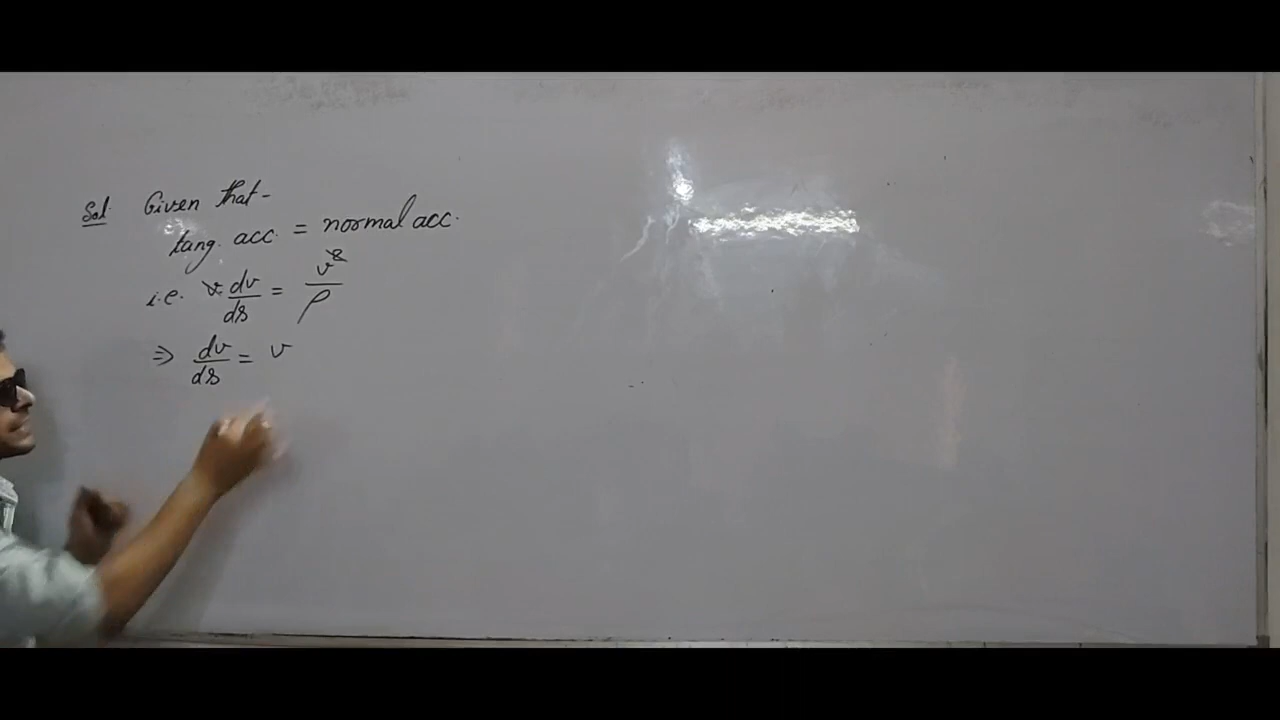 Sol. Given that-
tang. acc. = normal acc.
i.e. v dv/ds = v²/ρ
⇒ dv/ds = v